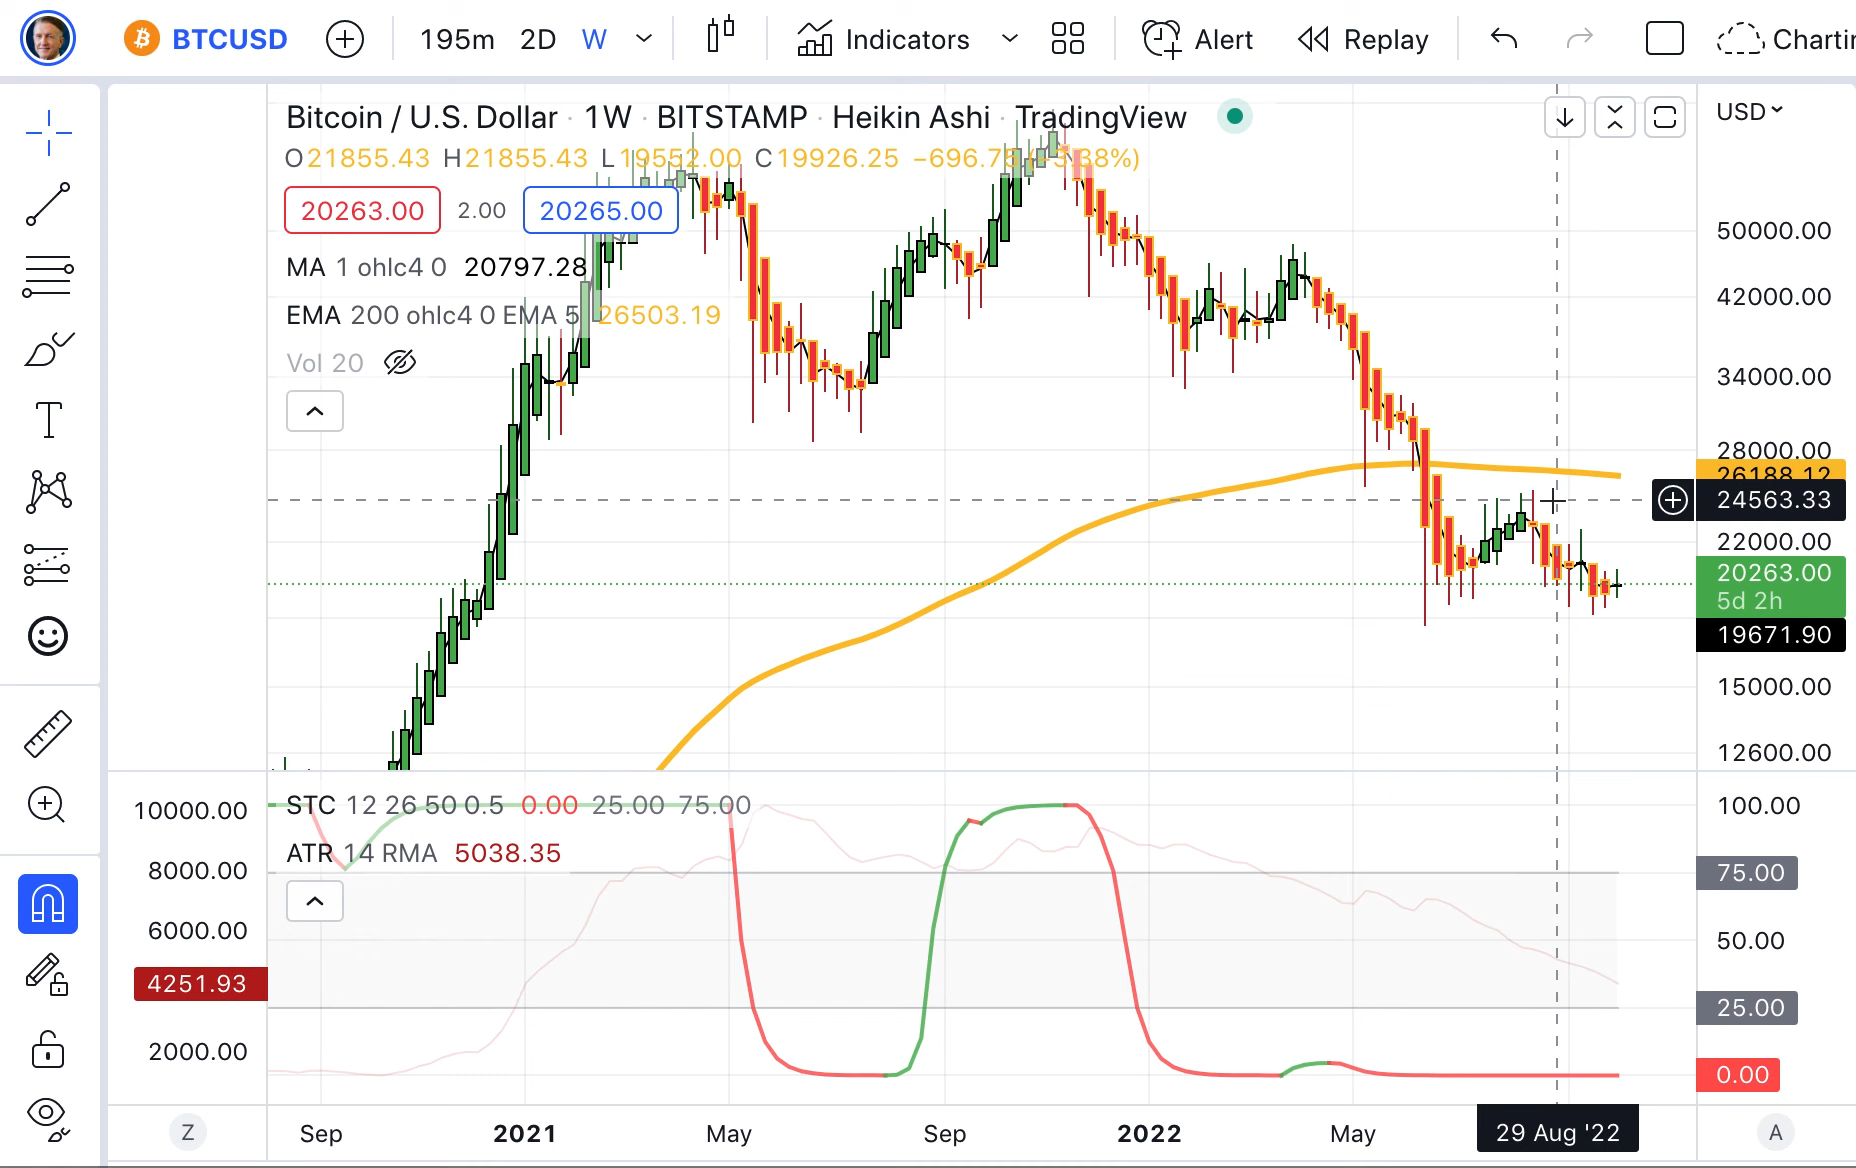 BTCUSD 195m 2D W Indicators Alert Replay Chartin
Bitcoin / U.S. Dollar · 1W · BITSTAMP · Heikin Ashi · TradingView
USD
O21855.43 H21855.43 L19552.00 C19926.25 −696.75 (−3.38%)
20263.00 2.00 20265.00
MA 1 ohlc4 0 20797.28
EMA 200 ohlc4 0 EMA 5 26503.19
Vol 20
50000.00
42000.00
34000.00
28000.00
26188.12
24563.33
22000.00
20263.00
5d 2h
19671.90
15000.00
12600.00
STC 12 26 50 0.5 0.00 25.00 75.00
ATR 14 RMA 5038.35
10000.00
8000.00
6000.00
4251.93
2000.00
100.00
75.00
50.00
25.00
0.00
Z Sep 2021 May Sep 2022 May 29 Aug '22 A